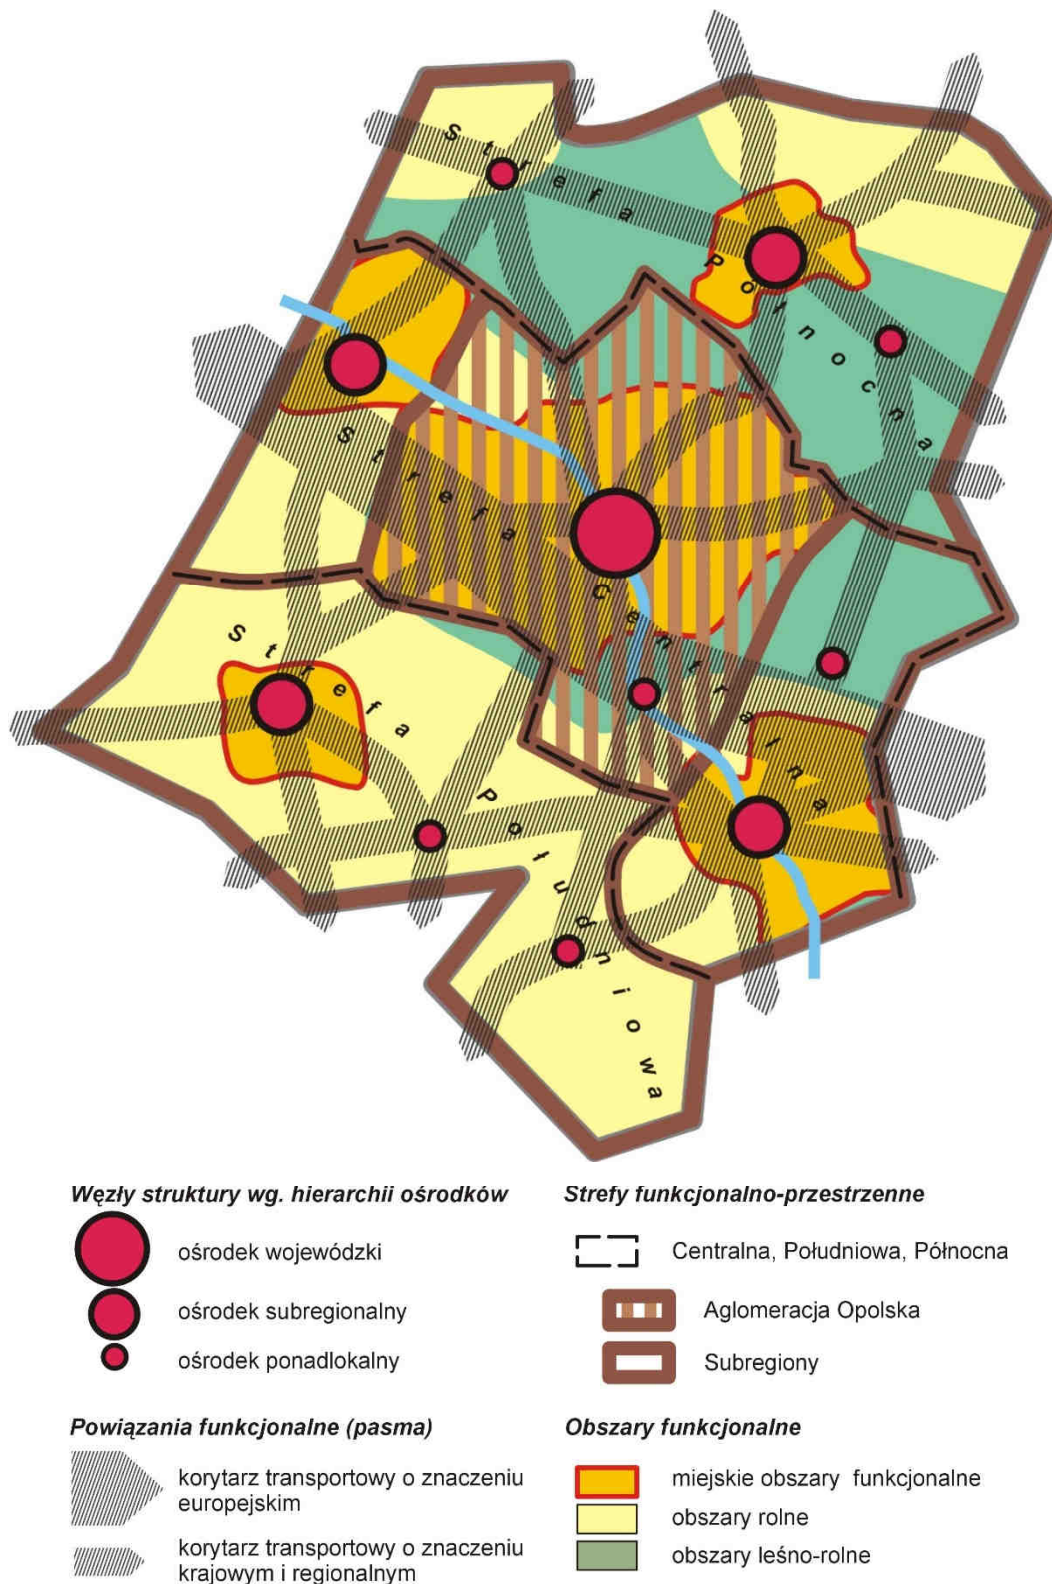 Strefa Północna
Strefa Centralna
Strefa Południowa
Węzły struktury wg. hierarchii ośrodków
ośrodek wojewódzki
ośrodek subregionalny
ośrodek ponadlokalny
Powiązania funkcjonalne (pasma)
korytarz transportowy o znaczeniu
europejskim
korytarz transportowy o znaczeniu
krajowym i regionalnym
Strefy funkcjonalno-przestrzenne
Centralna, Południowa, Północna
Aglomeracja Opolska
Subregiony
Obszary funkcjonalne
miejskie obszary funkcjonalne
obszary rolne
obszary leśno-rolne